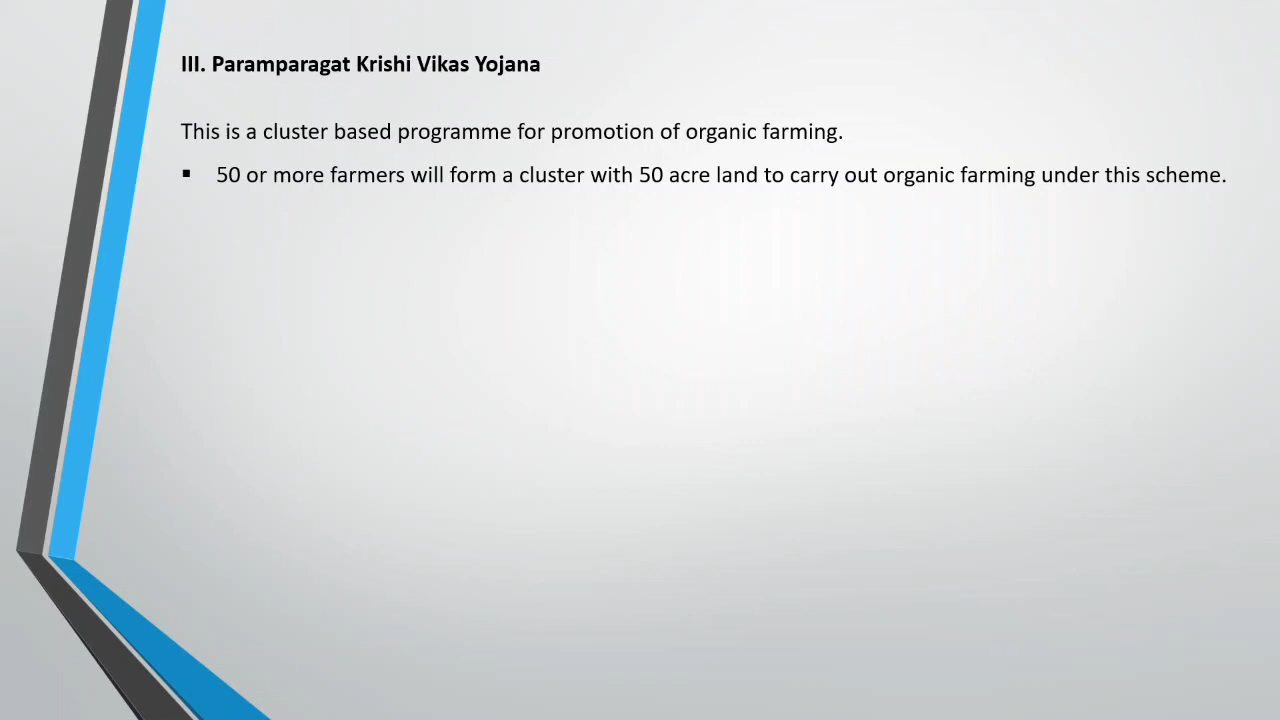 III. Paramparagat Krishi Vikas Yojana
This is a cluster based programme for promotion of organic farming.
▪ 50 or more farmers will form a cluster with 50 acre land to carry out organic farming under this scheme.